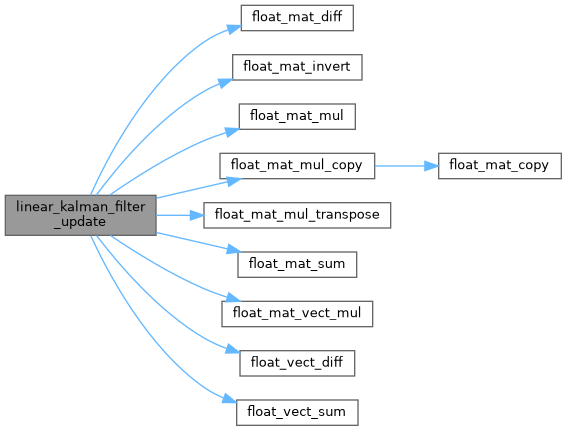 float_mat_diff
float_mat_invert
float_mat_mul
float_mat_mul_copy
float_mat_copy
linear_kalman_filter
_update
float_mat_mul_transpose
float_mat_sum
float_mat_vect_mul
float_vect_diff
float_vect_sum